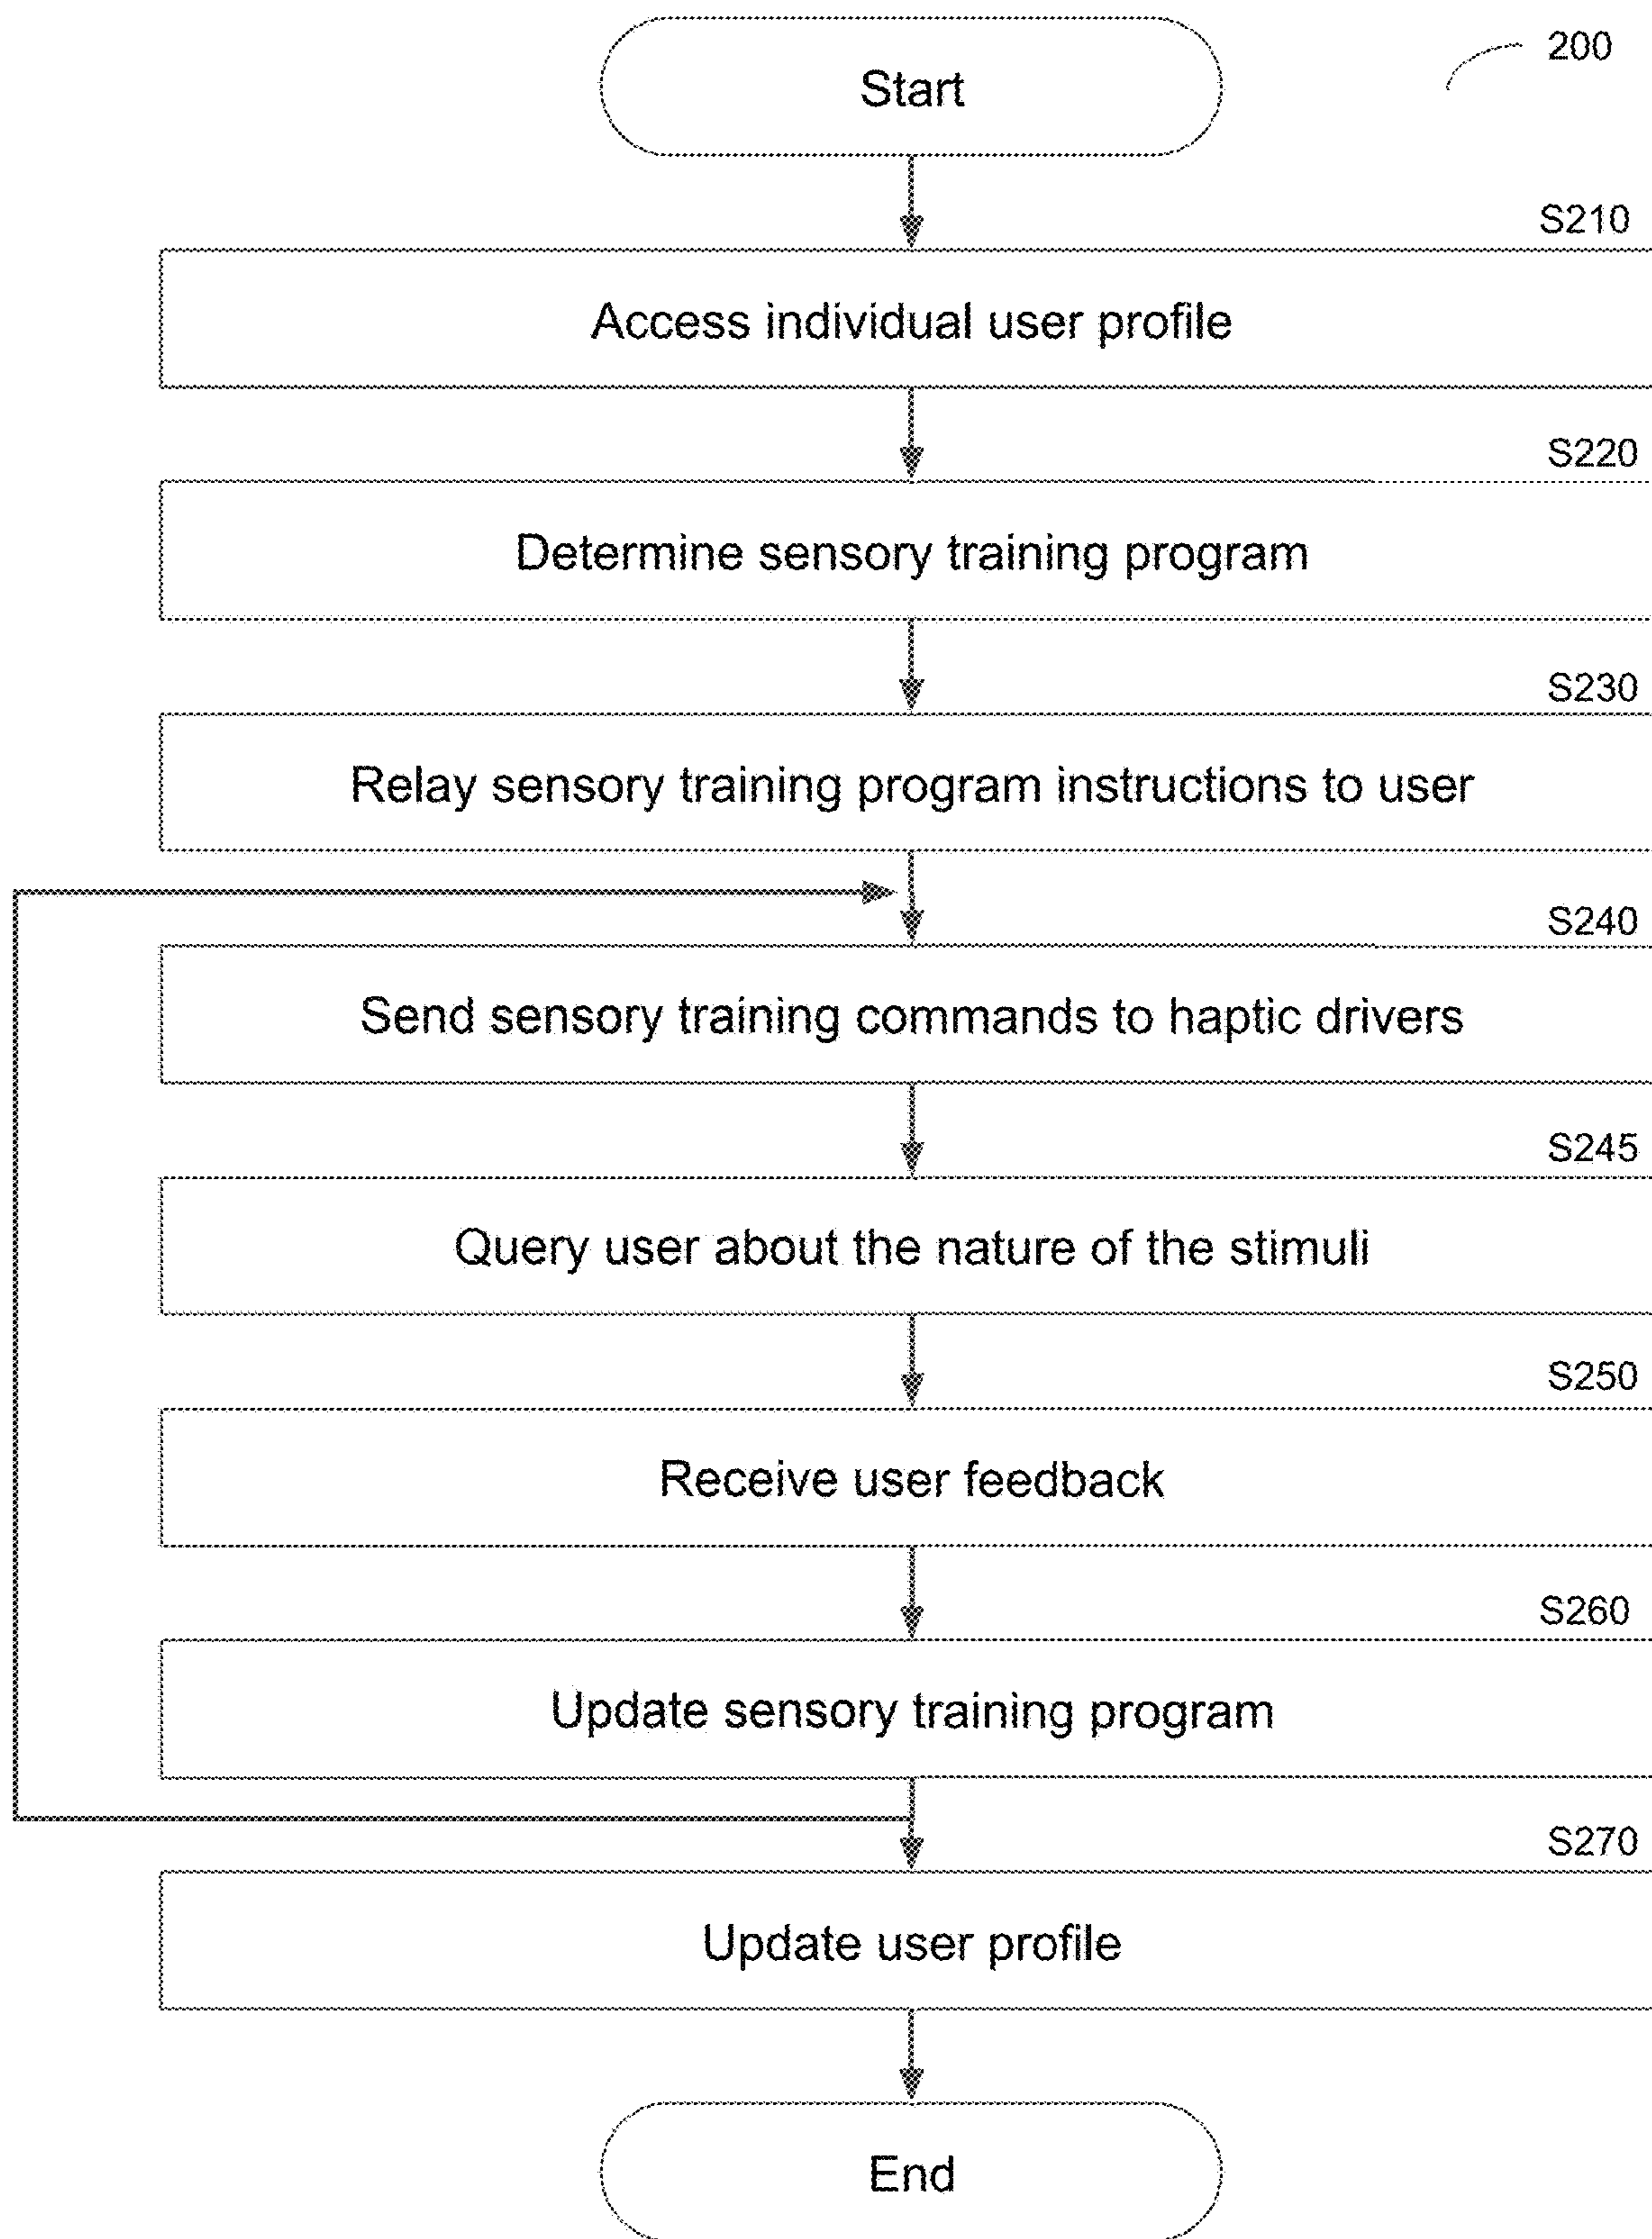 Start
200
S210
Access individual user profile
S220
Determine sensory training program
S230
Relay sensory training program instructions to user
S240
Send sensory training commands to haptic drivers
S245
Query user about the nature of the stimuli
S250
Receive user feedback
S260
Update sensory training program
S270
Update user profile
End